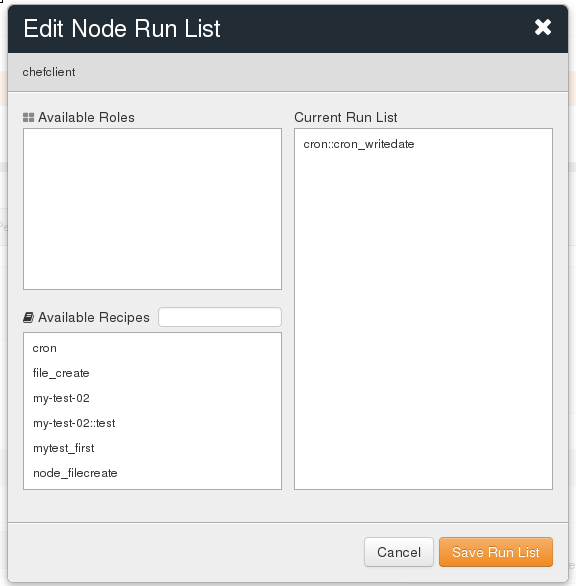 Edit Node Run List
chefclient
Available Roles
Available Recipes
cron
file_create
my-test-02
my-test-02::test
mytest_first
node_filecreate
Current Run List
cron::cron_writedate
Cancel
Save Run List